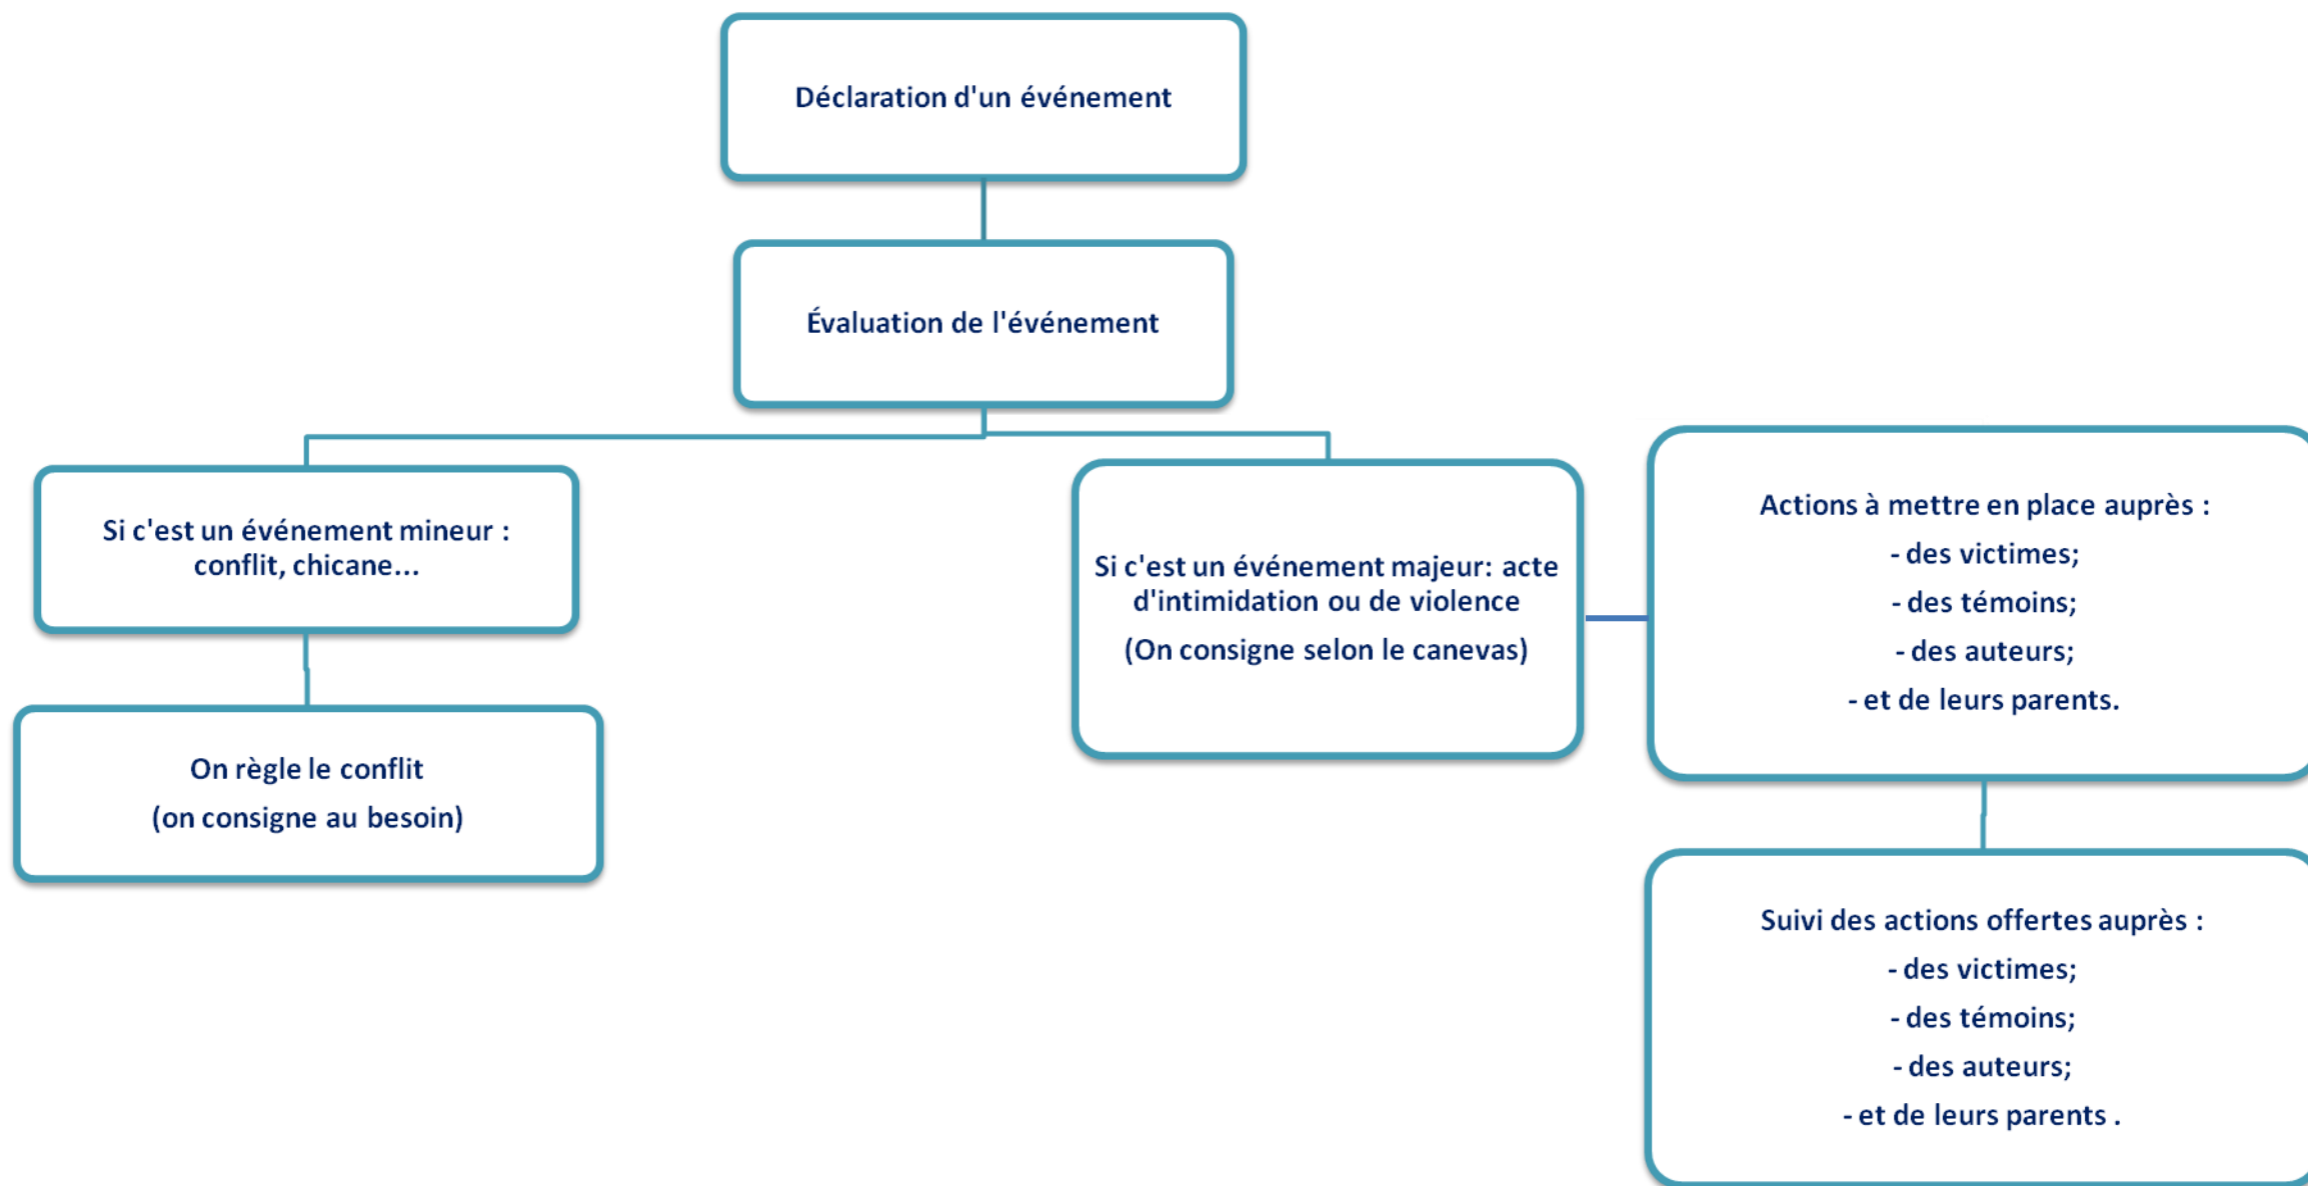 Déclaration d'un événement
Évaluation de l'événement
Si c'est un événement mineur :
conflit, chicane...
On règle le conflit
(on consigne au besoin)
Si c'est un événement majeur: acte
d'intimidation ou de violence
(On consigne selon le canevas)
Actions à mettre en place auprès :
- des victimes;
- des témoins;
- des auteurs;
- et de leurs parents.
Suivi des actions offertes auprès :
- des victimes;
- des témoins;
- des auteurs;
- et de leurs parents .